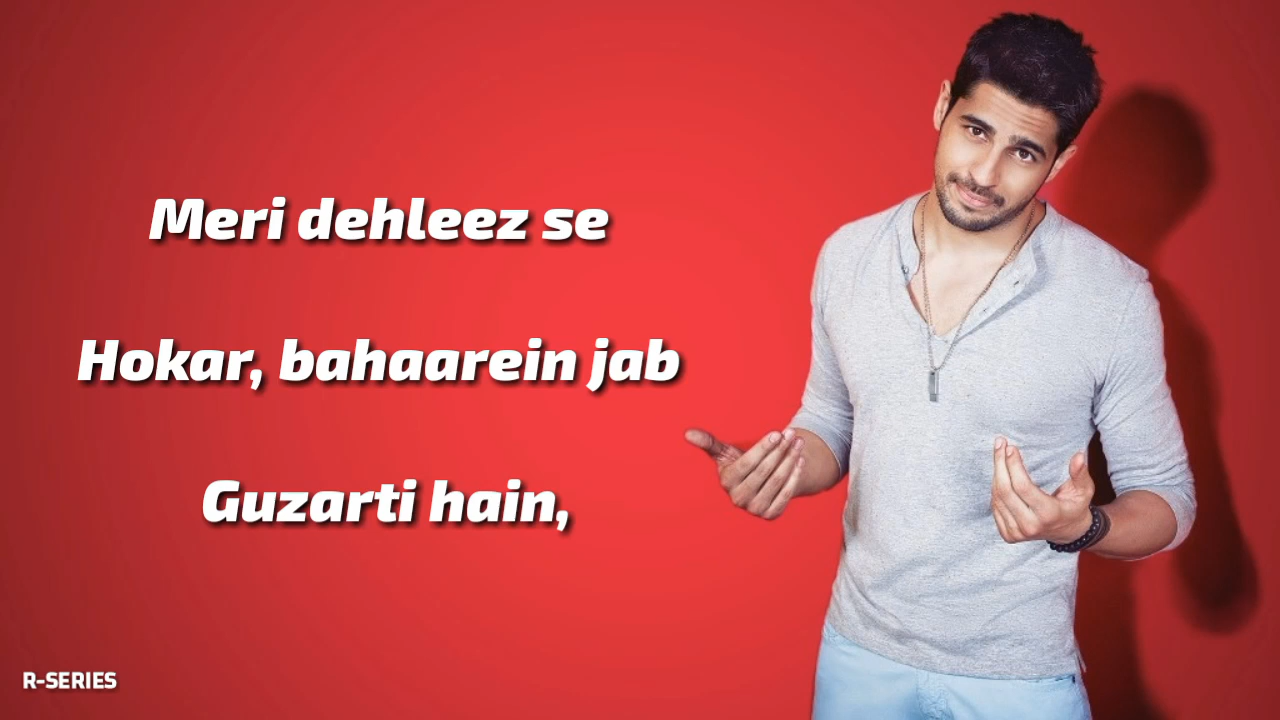 Meri dehleez se
Hokar, bahaarein jab
Guzarti hain,
R-SERIES